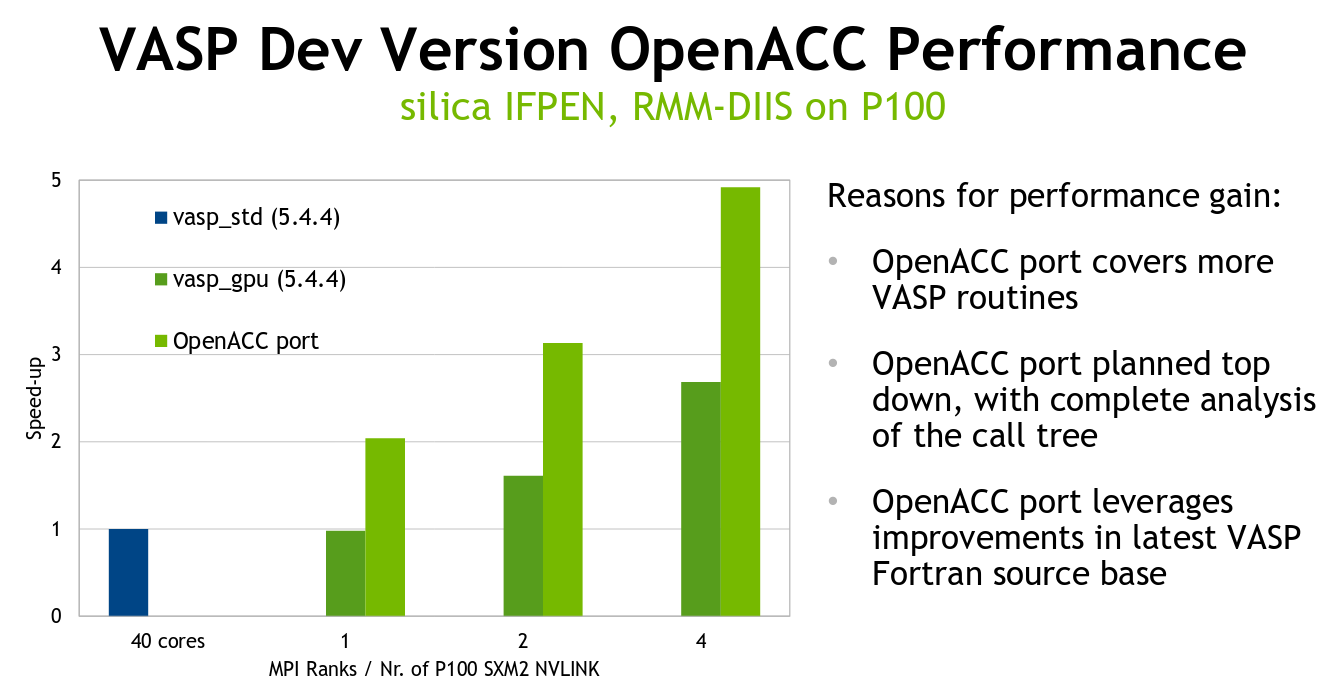 VASP Dev Version OpenACC Performance
silica IFPEN, RMM-DIIS on P100
5
4
3
2
1
0
Speed-up
vasp_std (5.4.4)
vasp_gpu (5.4.4)
OpenACC port
40 cores
1
2
4
MPI Ranks / Nr. of P100 SXM2 NVLINK
Reasons for performance gain:
• OpenACC port covers more
VASP routines
• OpenACC port planned top
down, with complete analysis
of the call tree
• OpenACC port leverages
improvements in latest VASP
Fortran source base